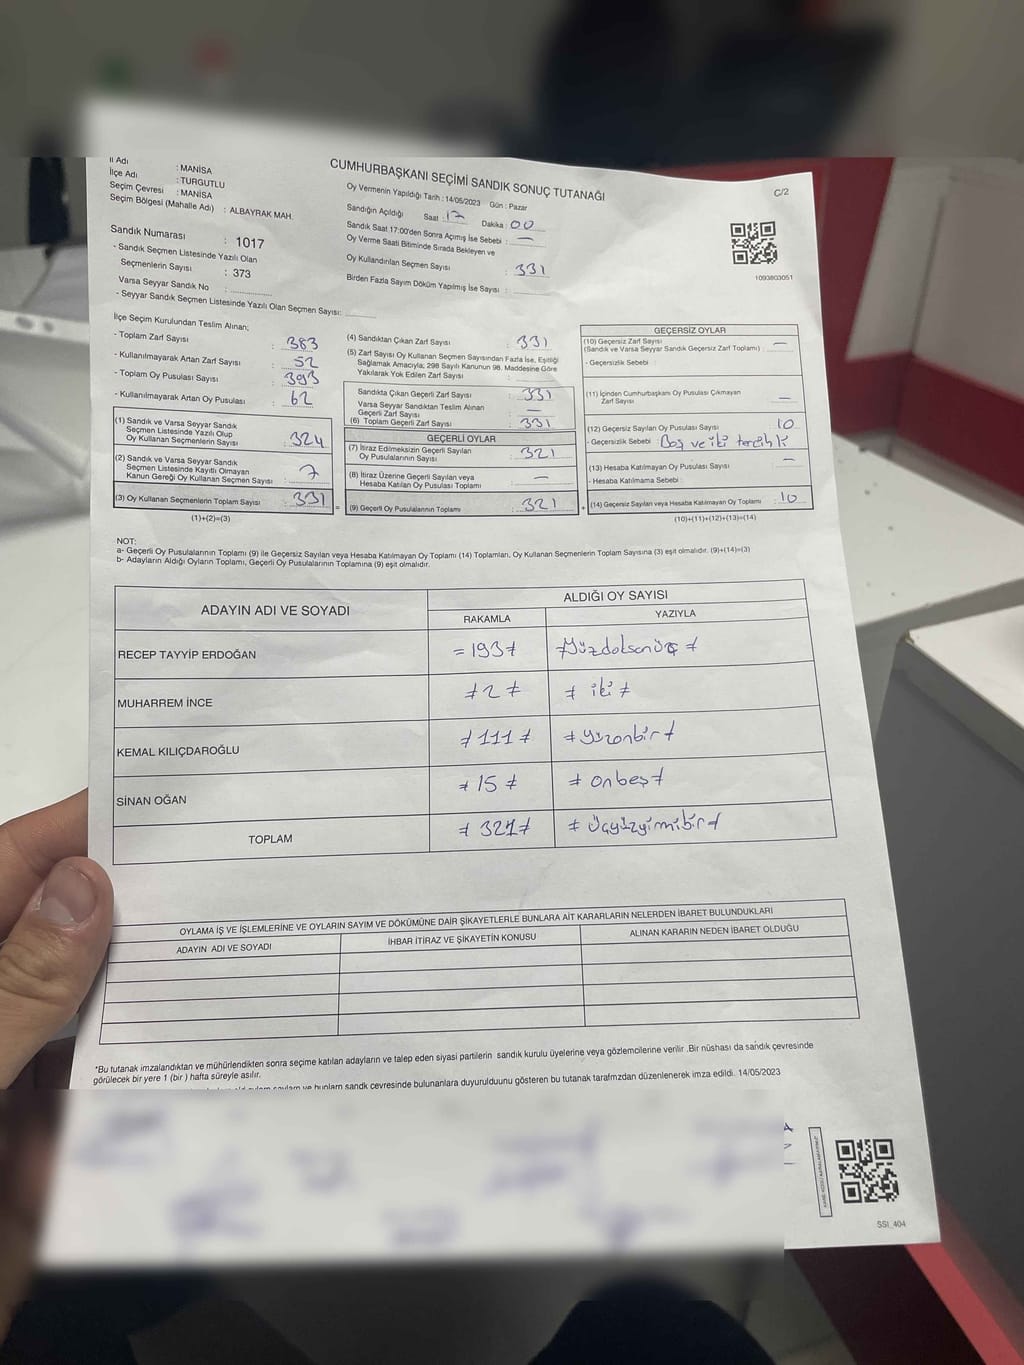 İl Adı : MANİSA
İlçe Adı : TURGUTLU
Seçim Çevresi : MANİSA
Seçim Bölgesi (Mahalle Adı) : ALBAYRAK MAH.
CUMHURBAŞKANI SEÇİMİ SANDIK SONUÇ TUTANAĞI
C/2
Oy Vermenin Yapıldığı Tarih : 14/05/2023 Gün : Pazar
Sandığın Açıldığı Saat : 17 Dakika : 00
Sandık Saat 17:00'den Sonra Açımış İse Sebebi : —
Oy Verme Saati Bitiminde Sırada Bekleyen ve
Oy Kullandırılan Seçmen Sayısı : 331
Birden Fazla Sayım Döküm Yapılmış İse Sayısı :
1093803051
Sandık Numarası : 1017
- Sandık Seçmen Listesinde Yazılı Olan
Seçmenlerin Sayısı : 373
Varsa Seyyar Sandık No :
- Seyyar Sandık Seçmen Listesinde Yazılı Olan Seçmen Sayısı:
İlçe Seçim Kurulundan Teslim Alınan;
- Toplam Zarf Sayısı : 383
- Kullanılmayarak Artan Zarf Sayısı : 52
- Toplam Oy Pusulası Sayısı : 393
- Kullanılmayarak Artan Oy Pusulası : 62
(1) Sandık ve Varsa Seyyar Sandık
Seçmen Listesinde Yazılı Olup
Oy Kullanan Seçmenlerin Sayısı : 324
(2) Sandık ve Varsa Seyyar Sandık
Seçmen Listesinde Kayıtlı Olmayan
Kanun Gereği Oy Kullanan Seçmen Sayısı : 7
(3) Oy Kullanan Seçmenlerin Toplam Sayısı : 331
(1)+(2)=(3)
(4) Sandıktan Çıkan Zarf Sayısı : 331
(5) Zarf Sayısı Oy Kullanan Seçmen Sayısından Fazla İse, Eşitliği
Sağlamak Amacıyla; 298 Sayılı Kanunun 98. Maddesine Göre
Yakılarak Yok Edilen Zarf Sayısı :
Sandıkta Çıkan Geçerli Zarf Sayısı : 331
Varsa Seyyar Sandıktan Teslim Alınan
Geçerli Zarf Sayısı : —
(6) Toplam Geçerli Zarf Sayısı : 331
GEÇERLİ OYLAR
(7) İtiraz Edilmeksizin Geçerli Sayılan
Oy Pusulalarının Sayısı : 321
(8) İtiraz Üzerine Geçerli Sayılan veya
Hesaba Katılan Oy Pusulası Toplamı : —
= (9) Geçerli Oy Pusulalarının Toplamı : 321
GEÇERSİZ OYLAR
(10) Geçersiz Zarf Sayısı
(Sandık ve Varsa Seyyar Sandık Geçersiz Zarf Toplamı) : —
- Geçersizlik Sebebi :
(11) İçinden Cumhurbaşkanı Oy Pusulası Çıkmayan
Zarf Sayısı : —
(12) Geçersiz Sayılan Oy Pusulası Sayısı : 10
- Geçersizlik Sebebi : Boş ve iki tercihli
(13) Hesaba Katılmayan Oy Pusulası Sayısı : —
- Hesaba Katılmama Sebebi :
+ (14) Geçersiz Sayılan veya Hesaba Katılmayan Oy Toplamı : 10
(10)+(11)+(12)+(13)=(14)
NOT:
a- Geçerli Oy Pusulalarının Toplamı (9) ile Geçersiz Sayılan veya Hesaba Katılmayan Oy Toplamı (14) Toplamları, Oy Kullanan Seçmenlerin Toplam Sayısına (3) eşit olmalıdır. (9)+(14)=(3)
b- Adayların Aldığı Oyların Toplamı, Geçerli Oy Pusulalarının Toplamına (9) eşit olmalıdır.
ADAYIN ADI VE SOYADI
ALDIĞI OY SAYISI
RAKAMLA YAZIYLA
RECEP TAYYİP ERDOĞAN = 193 ≠ ≠ Yüzdoksanüç ≠
MUHARREM İNCE ≠ 2 ≠ ≠ iki ≠
KEMAL KILIÇDAROĞLU ≠ 111 ≠ ≠ yüzonbir ≠
SİNAN OĞAN ≠ 15 ≠ ≠ onbeş ≠
TOPLAM ≠ 321 ≠ ≠ Üçyüzyirmibir ≠
OYLAMA İŞ VE İŞLEMLERİNE VE OYLARIN SAYIM VE DÖKÜMÜNE DAİR ŞİKAYETLERLE BUNLARA AİT KARARLARIN NELERDEN İBARET BULUNDUKLARI
ADAYIN ADI VE SOYADI İHBAR İTİRAZ VE ŞİKAYETİN KONUSU ALINAN KARARIN NEDEN İBARET OLDUĞU
*Bu tutanak imzalandıktan ve mühürlendikten sonra seçime katılan adayların ve talep eden siyasi partilerin sandık kurulu üyelerine veya gözlemcilerine verilir .Bir nüshası da sandık çevresinde
görülecek bir yere 1 (bir ) hafta süreyle asılır.
ve bunların sandık çevresinde bulunanlara duyurulduunu gösteren bu tutanak tarafmzdan düzenlenerek imza edildi. 14/05/2023
SSI_404